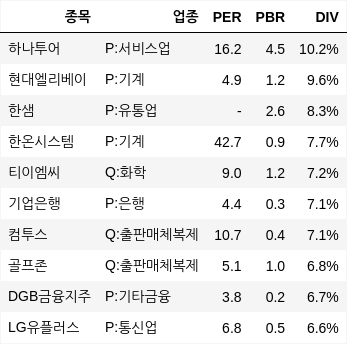 종목 업종 PER PBR DIV
하나투어 P:서비스업 16.2 4.5 10.2%
현대엘리베이 P:기계 4.9 1.2 9.6%
한샘 P:유통업 - 2.6 8.3%
한온시스템 P:기계 42.7 0.9 7.7%
티이엠씨 Q:화학 9.0 1.2 7.2%
기업은행 P:은행 4.4 0.3 7.1%
컴투스 Q:출판매체복제 10.7 0.4 7.1%
골프존 Q:출판매체복제 5.1 1.0 6.8%
DGB금융지주 P:기타금융 3.8 0.2 6.7%
LG유플러스 P:통신업 6.8 0.5 6.6%